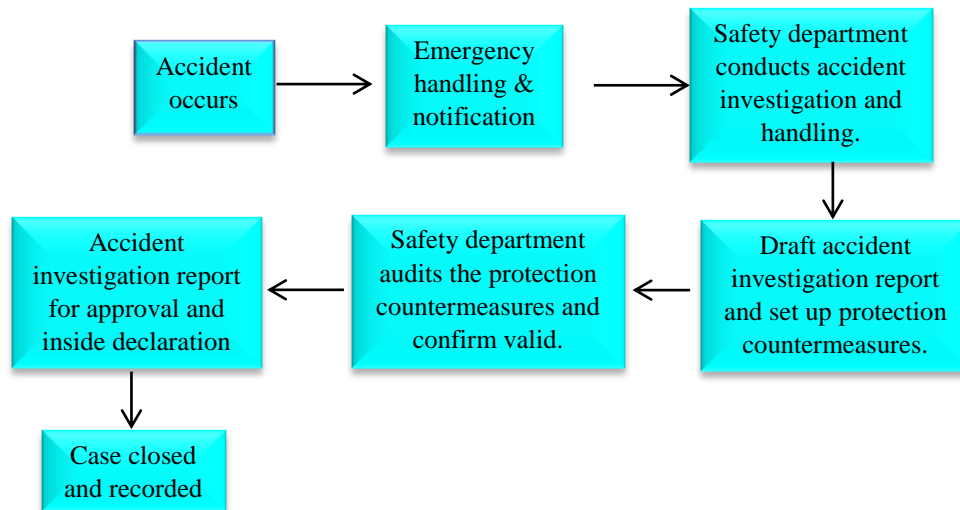 Accident
occurs
Emergency
handling &
notification
Safety department
conducts accident
investigation and
handling.
Draft accident
investigation report
and set up protection
countermeasures.
Safety department
audits the protection
countermeasures and
confirm valid.
Accident
investigation report
for approval and
inside declaration
Case closed
and recorded